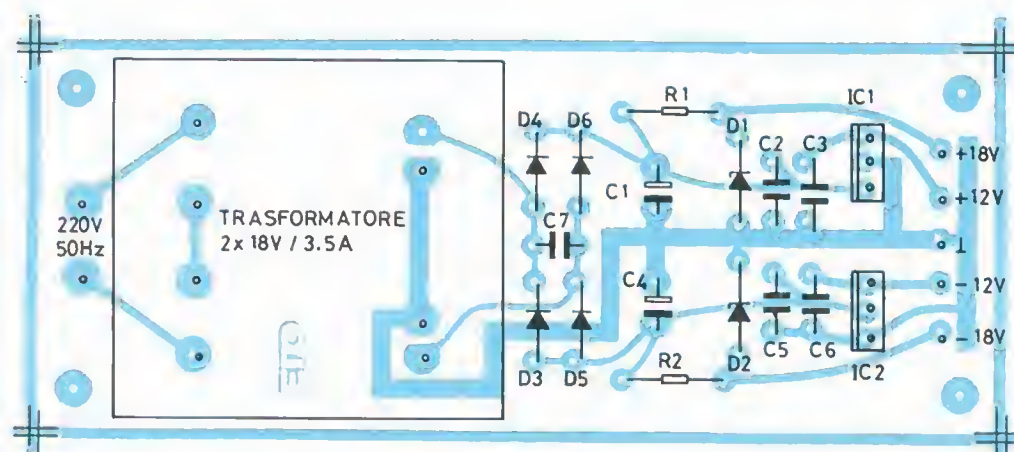 220V
50Hz
TRASFORMATORE
2x 18V / 3.5A
D4
D6
C7
D3
D5
R1
C1
C4
R2
D1
C2
C3
IC1
D2
C5
C6
IC2
+18V
+12V
⊥
-12V
-18V